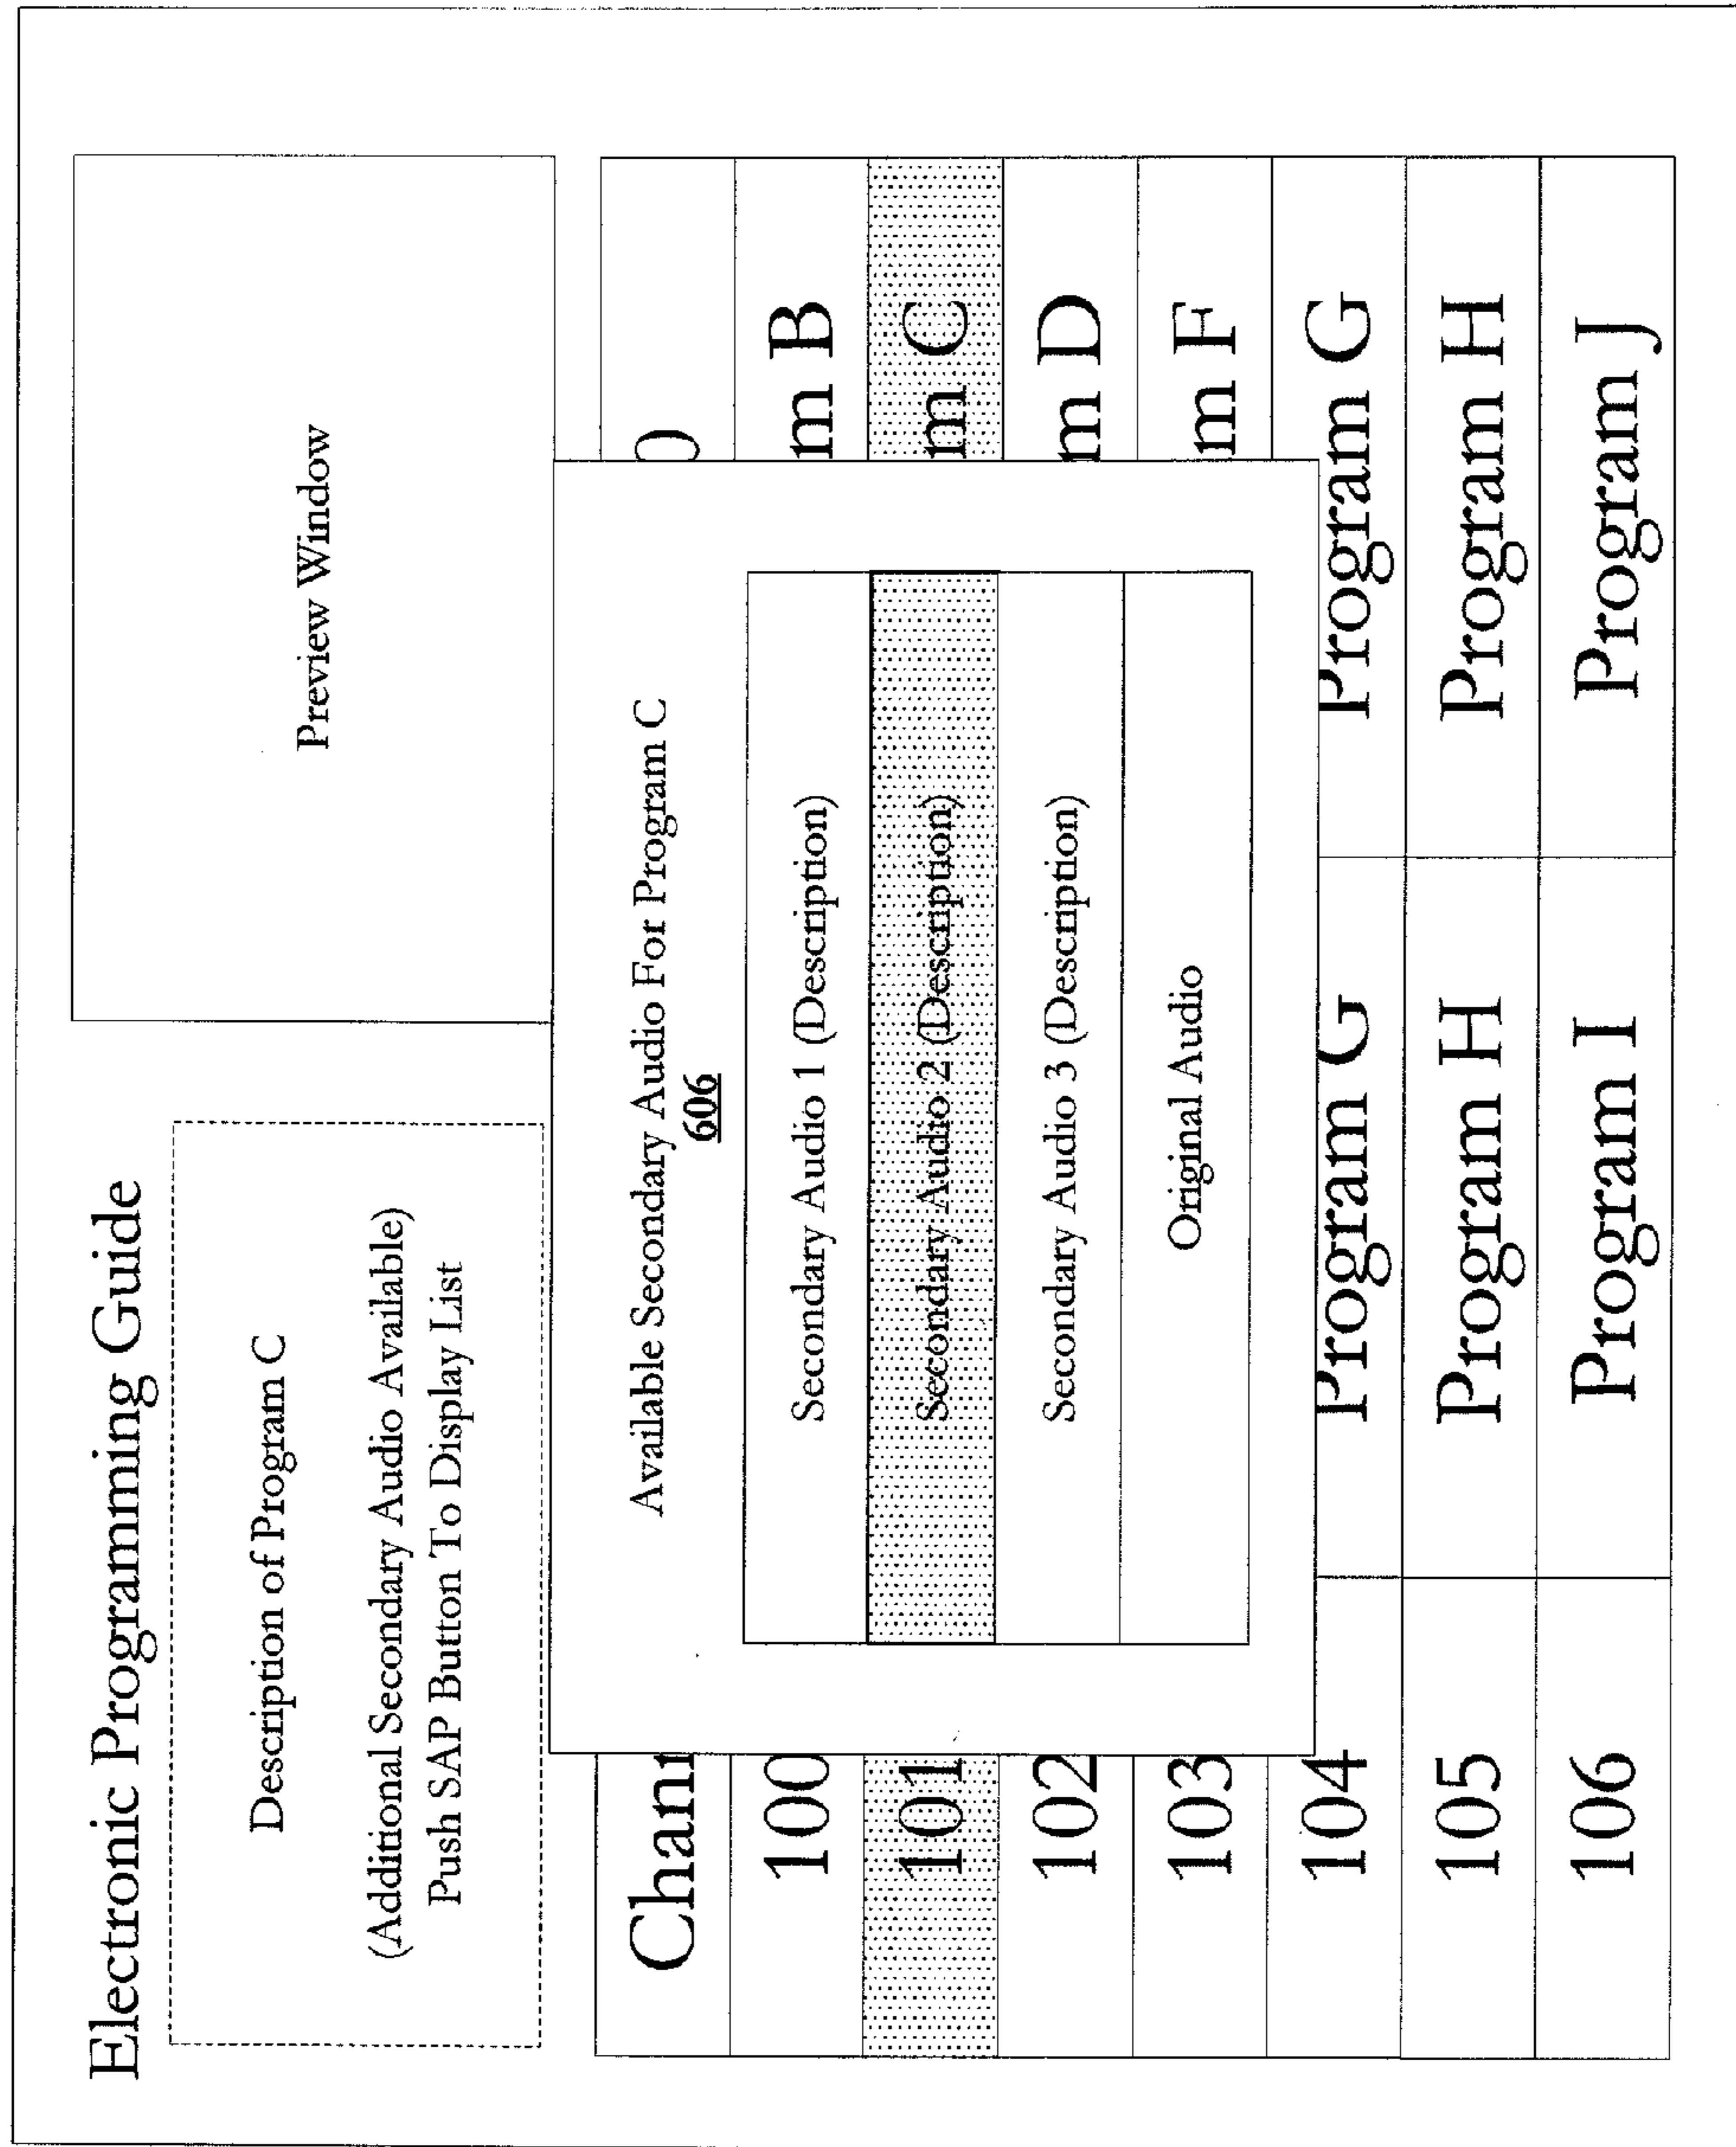 Electronic Programming Guide
Description of Program C
(Additional Secondary Audio Available)
Push SAP Button To Display List
Preview Window
Available Secondary Audio For Program C
606
Secondary Audio 1 (Description)
Secondary Audio 2 (Description)
Secondary Audio 3 (Description)
Original Audio
Chann )
100 m B
101 m C
102 m D
103 m F
104 Program G Program G
105 Program H Program H
106 Program I Program J